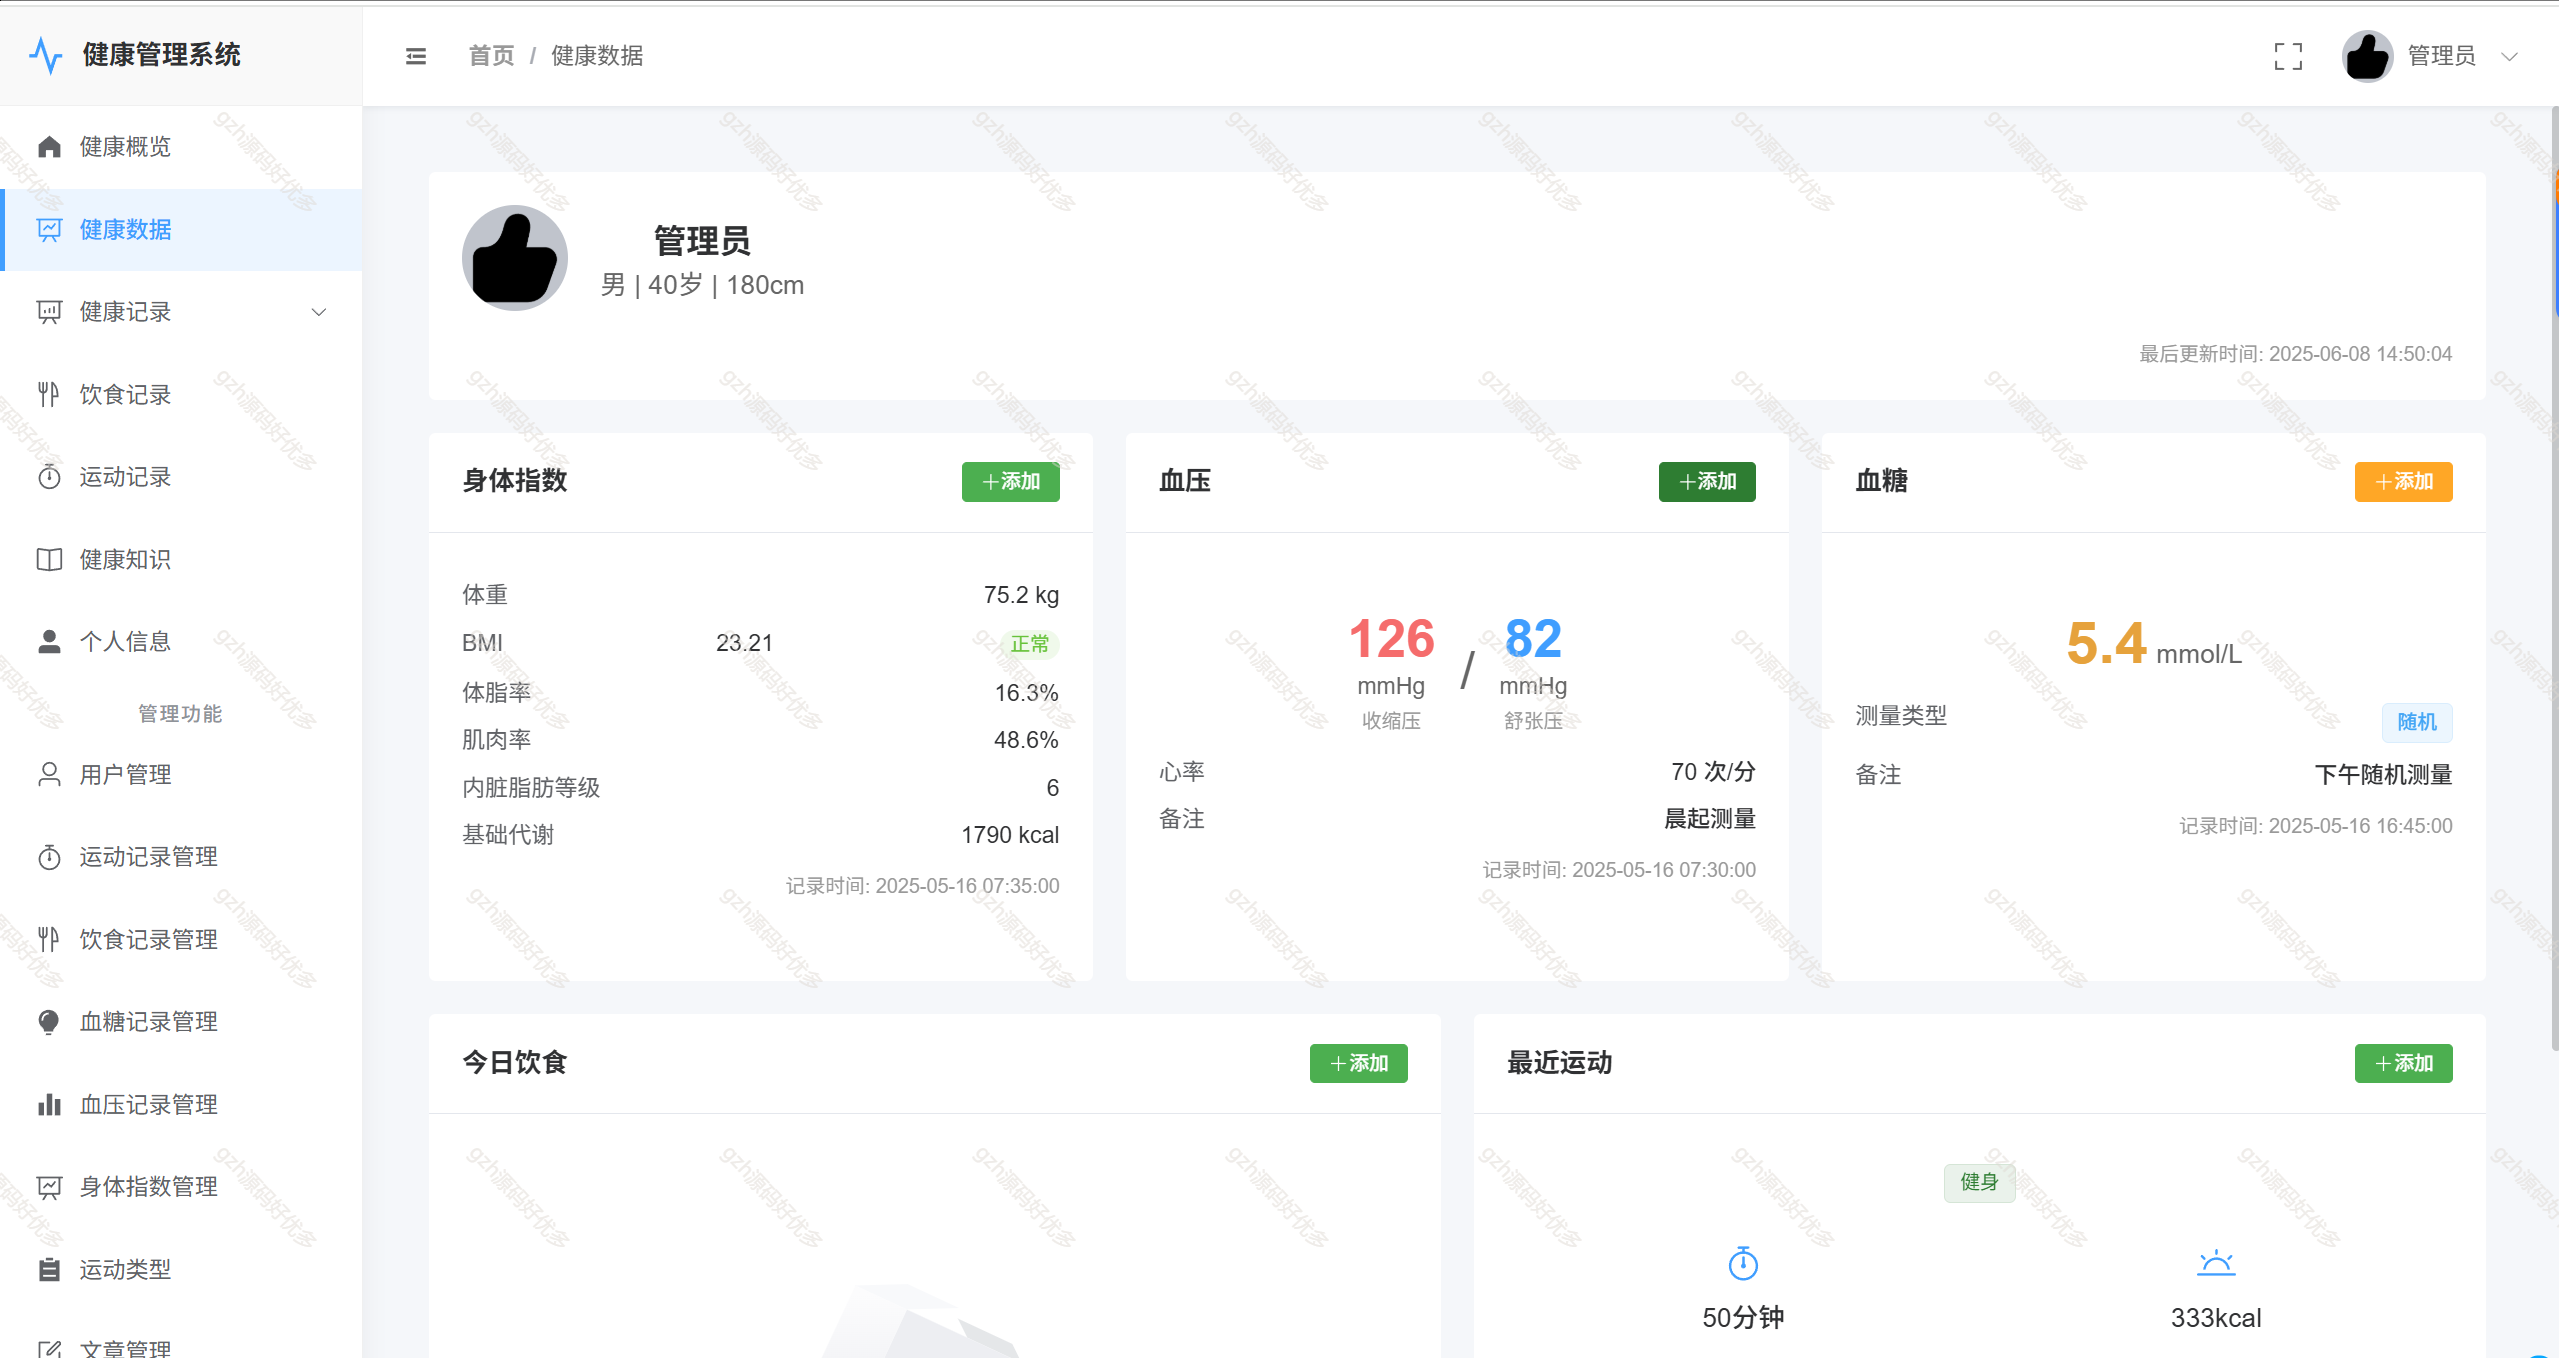 健康管理系统
首页 / 健康数据
管理员
健康概览
健康数据
健康记录
饮食记录
运动记录
健康知识
个人信息
管理功能
用户管理
运动记录管理
饮食记录管理
血糖记录管理
血压记录管理
身体指数管理
运动类型
文章管理
管理员
男 | 40岁 | 180cm
最后更新时间: 2025-06-08 14:50:04
身体指数
+添加
体重 75.2 kg
BMI 23.21 正常
体脂率 16.3%
肌肉率 48.6%
内脏脂肪等级 6
基础代谢 1790 kcal
记录时间: 2025-05-16 07:35:00
血压
+添加
126 / 82
mmHg mmHg
收缩压 舒张压
心率 70 次/分
备注 晨起测量
记录时间: 2025-05-16 07:30:00
血糖
+添加
5.4 mmol/L
测量类型 随机
备注 下午随机测量
记录时间: 2025-05-16 16:45:00
今日饮食
+添加
最近运动
+添加
健身
50分钟
333kcal
gzh源码好优多